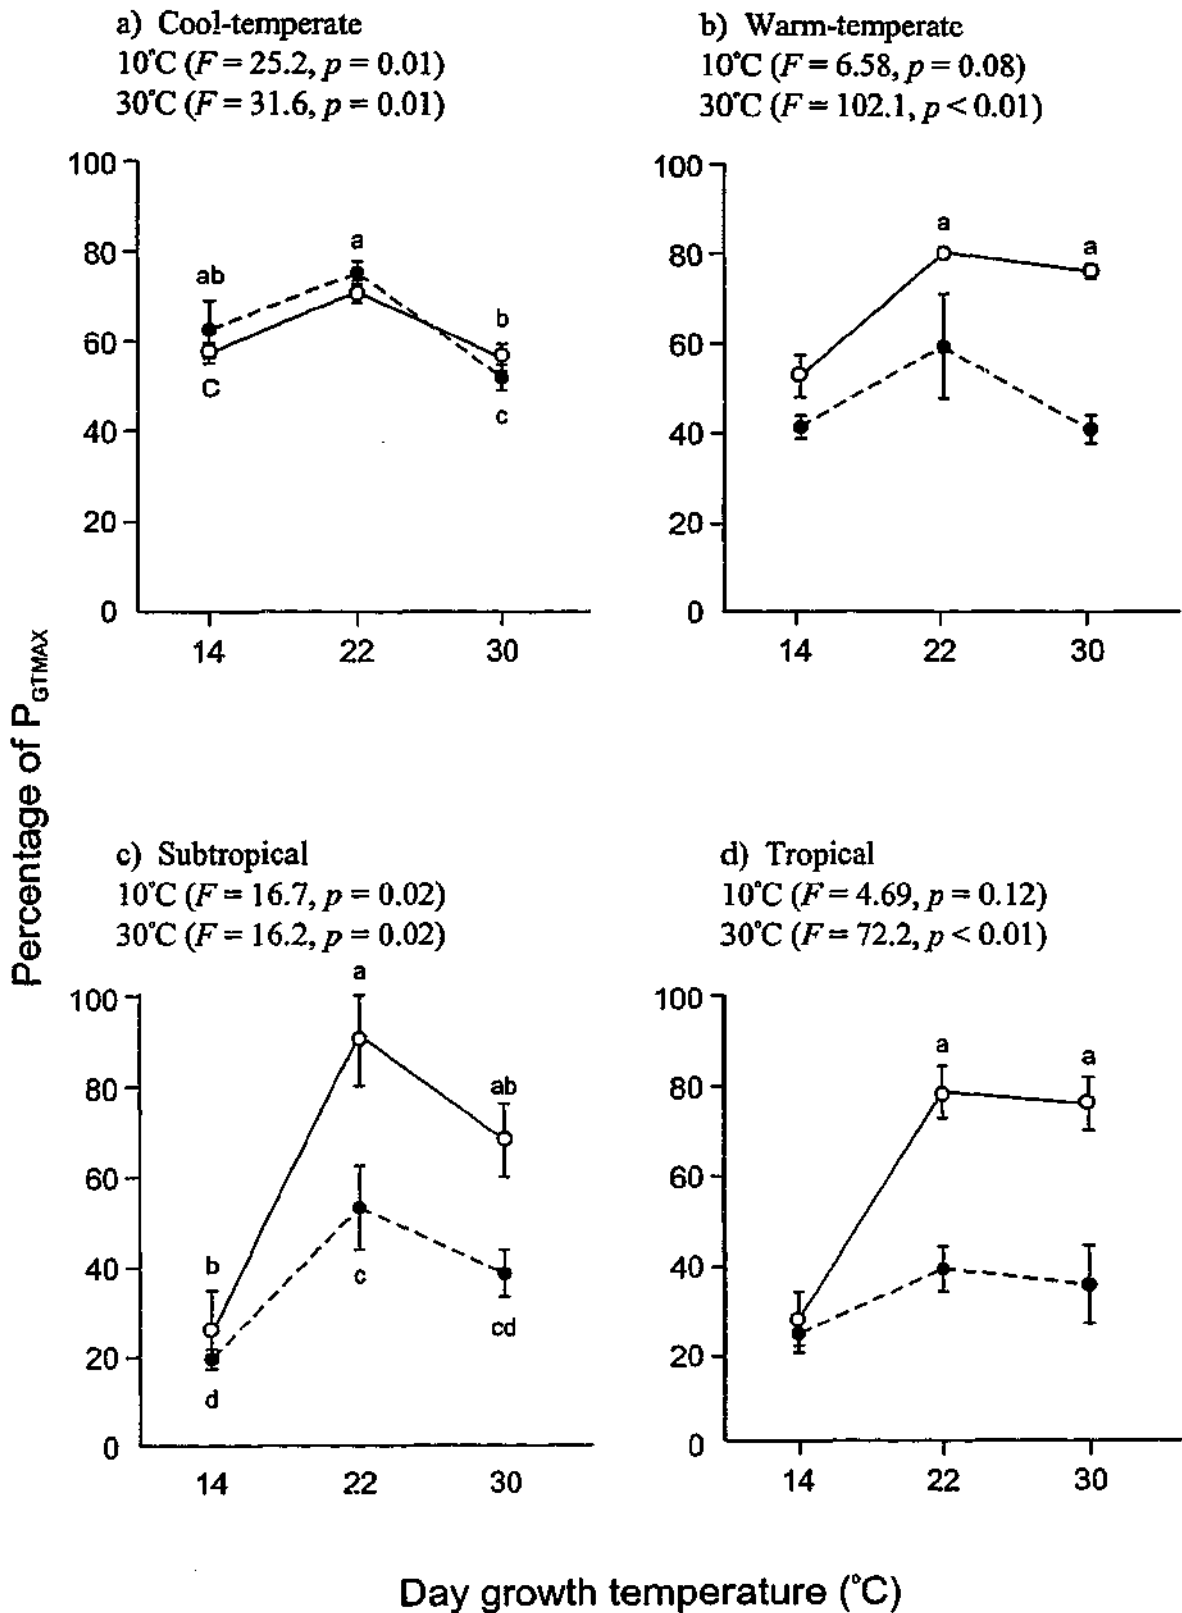 a) Cool-temperate
10°C (F = 25.2, p = 0.01)
30°C (F = 31.6, p = 0.01)
100
80
60
40
20
0
ab
a
b
C
c
14
22
30
b) Warm-temperate
10°C (F = 6.58, p = 0.08)
30°C (F = 102.1, p < 0.01)
100
80
60
40
20
0
a
a
14
22
30
Percentage of P_GTMAX
c) Subtropical
10°C (F = 16.7, p = 0.02)
30°C (F = 16.2, p = 0.02)
100
80
60
40
20
0
a
ab
b
c
cd
d
14
22
30
d) Tropical
10°C (F = 4.69, p = 0.12)
30°C (F = 72.2, p < 0.01)
100
80
60
40
20
0
a
a
14
22
30
Day growth temperature (°C)